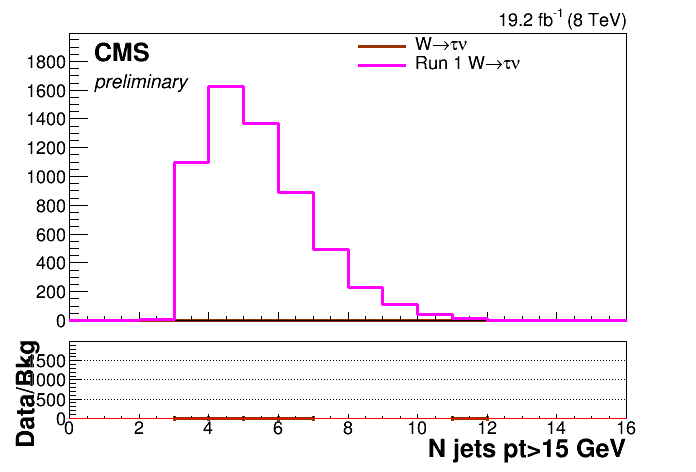 19.2 fb⁻¹ (8 TeV)
CMS
preliminary
W→τν
Run 1 W→τν
1800
1600
1400
1200
1000
800
600
400
200
0
Data/Bkg
1500
1000
500
0
0 2 4 6 8 10 12 14 16
N jets pt>15 GeV